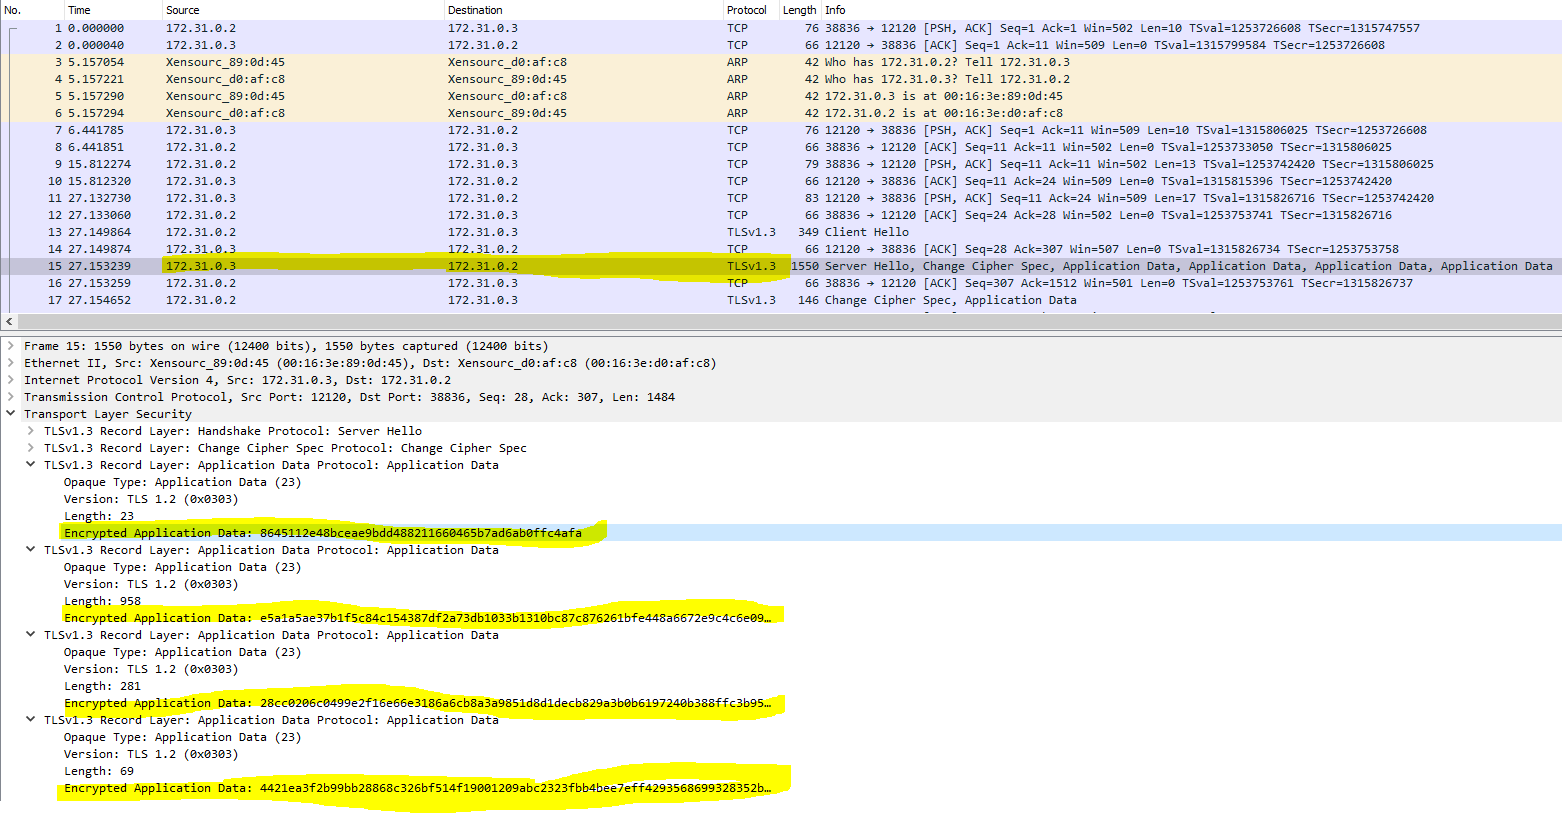 No. Time Source Destination Protocol Length Info
1 0.000000 172.31.0.2 172.31.0.3 TCP 76 38836 → 12120 [PSH, ACK] Seq=1 Ack=1 Win=502 Len=10 TSval=1253726608 TSecr=1315747557
2 0.000040 172.31.0.3 172.31.0.2 TCP 66 12120 → 38836 [ACK] Seq=1 Ack=11 Win=509 Len=0 TSval=1315799584 TSecr=1253726608
3 5.157054 Xensourc_89:0d:45 Xensourc_d0:af:c8 ARP 42 Who has 172.31.0.2? Tell 172.31.0.3
4 5.157221 Xensourc_d0:af:c8 Xensourc_89:0d:45 ARP 42 Who has 172.31.0.3? Tell 172.31.0.2
5 5.157290 Xensourc_89:0d:45 Xensourc_d0:af:c8 ARP 42 172.31.0.3 is at 00:16:3e:89:0d:45
6 5.157294 Xensourc_d0:af:c8 Xensourc_89:0d:45 ARP 42 172.31.0.2 is at 00:16:3e:d0:af:c8
7 6.441785 172.31.0.3 172.31.0.2 TCP 76 12120 → 38836 [PSH, ACK] Seq=1 Ack=11 Win=509 Len=10 TSval=1315806025 TSecr=1253726608
8 6.441851 172.31.0.2 172.31.0.3 TCP 66 38836 → 12120 [ACK] Seq=11 Ack=11 Win=502 Len=0 TSval=1253733050 TSecr=1315806025
9 15.812274 172.31.0.2 172.31.0.3 TCP 79 38836 → 12120 [PSH, ACK] Seq=11 Ack=11 Win=502 Len=13 TSval=1253742420 TSecr=1315806025
10 15.812320 172.31.0.3 172.31.0.2 TCP 66 12120 → 38836 [ACK] Seq=11 Ack=24 Win=509 Len=0 TSval=1315815396 TSecr=1253742420
11 27.132730 172.31.0.3 172.31.0.2 TCP 83 12120 → 38836 [PSH, ACK] Seq=11 Ack=24 Win=509 Len=17 TSval=1315826716 TSecr=1253742420
12 27.133060 172.31.0.2 172.31.0.3 TCP 66 38836 → 12120 [ACK] Seq=24 Ack=28 Win=502 Len=0 TSval=1253753741 TSecr=1315826716
13 27.149864 172.31.0.2 172.31.0.3 TLSv1.3 349 Client Hello
14 27.149874 172.31.0.3 172.31.0.2 TCP 66 12120 → 38836 [ACK] Seq=28 Ack=307 Win=507 Len=0 TSval=1315826734 TSecr=1253753758
15 27.153239 172.31.0.3 172.31.0.2 TLSv1.3 1550 Server Hello, Change Cipher Spec, Application Data, Application Data, Application Data, Application Data
16 27.153259 172.31.0.2 172.31.0.3 TCP 66 38836 → 12120 [ACK] Seq=307 Ack=1512 Win=501 Len=0 TSval=1253753761 TSecr=1315826737
17 27.154652 172.31.0.2 172.31.0.3 TLSv1.3 146 Change Cipher Spec, Application Data
Frame 15: 1550 bytes on wire (12400 bits), 1550 bytes captured (12400 bits)
Ethernet II, Src: Xensourc_89:0d:45 (00:16:3e:89:0d:45), Dst: Xensourc_d0:af:c8 (00:16:3e:d0:af:c8)
Internet Protocol Version 4, Src: 172.31.0.3, Dst: 172.31.0.2
Transmission Control Protocol, Src Port: 12120, Dst Port: 38836, Seq: 28, Ack: 307, Len: 1484
Transport Layer Security
TLSv1.3 Record Layer: Handshake Protocol: Server Hello
TLSv1.3 Record Layer: Change Cipher Spec Protocol: Change Cipher Spec
TLSv1.3 Record Layer: Application Data Protocol: Application Data
Opaque Type: Application Data (23)
Version: TLS 1.2 (0x0303)
Length: 23
Encrypted Application Data: 8645112e48bceae9bdd488211660465b7ad6ab0ffc4afa
TLSv1.3 Record Layer: Application Data Protocol: Application Data
Opaque Type: Application Data (23)
Version: TLS 1.2 (0x0303)
Length: 958
Encrypted Application Data: e5a1a5ae37b1f5c84c154387df2a73db1033b1310bc87c876261bfe448a6672e9c4c6e09…
TLSv1.3 Record Layer: Application Data Protocol: Application Data
Opaque Type: Application Data (23)
Version: TLS 1.2 (0x0303)
Length: 281
Encrypted Application Data: 28cc0206c0499e2f16e66e3186a6cb8a3a9851d8d1decb829a3b0b6197240b388ffc3b95…
TLSv1.3 Record Layer: Application Data Protocol: Application Data
Opaque Type: Application Data (23)
Version: TLS 1.2 (0x0303)
Length: 69
Encrypted Application Data: 4421ea3f2b99bb28868c326bf514f19001209abc2323fbb4bee7eff4293568699328352b…